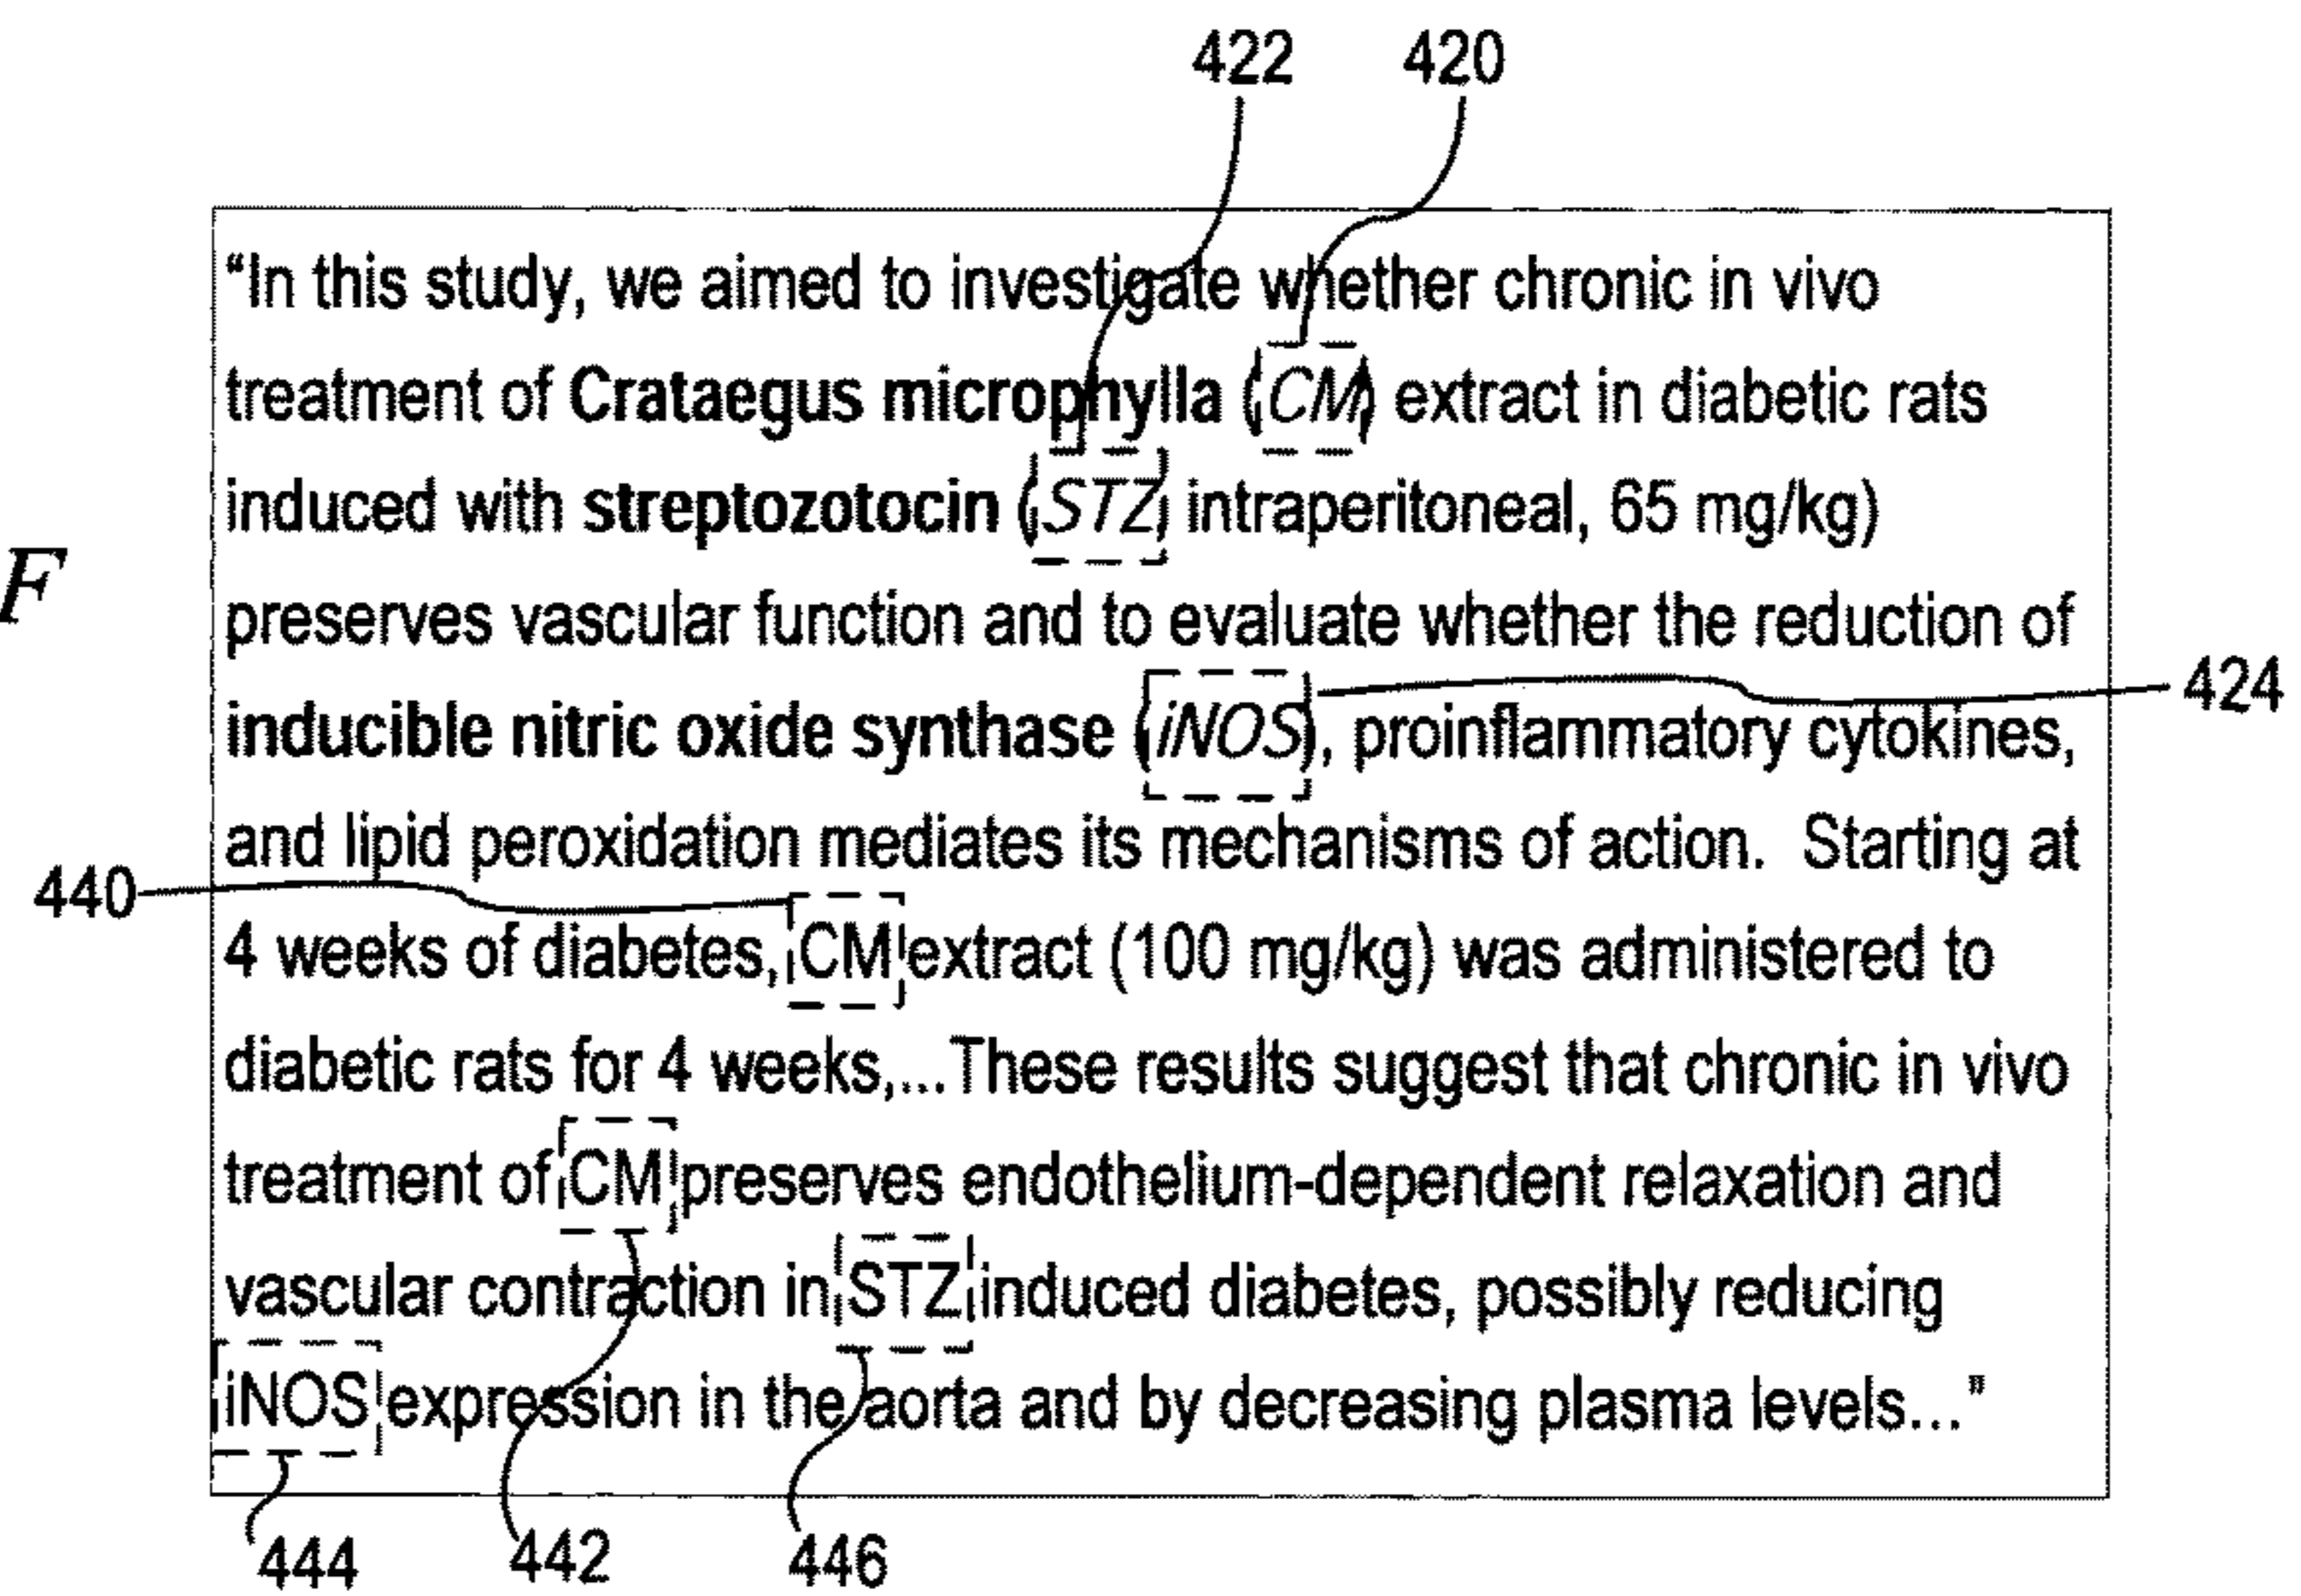 422 420
“In this study, we aimed to investigate whether chronic in vivo
treatment of Crataegus microphylla (CM) extract in diabetic rats
induced with streptozotocin (STZ, intraperitoneal, 65 mg/kg)
F
preserves vascular function and to evaluate whether the reduction of
424
inducible nitric oxide synthase (iNOS), proinflammatory cytokines,
and lipid peroxidation mediates its mechanisms of action. Starting at
440
4 weeks of diabetes, CM extract (100 mg/kg) was administered to
diabetic rats for 4 weeks,...These results suggest that chronic in vivo
treatment of CM preserves endothelium-dependent relaxation and
vascular contraction in STZ induced diabetes, possibly reducing
iNOS expression in the aorta and by decreasing plasma levels...”
444 442 446